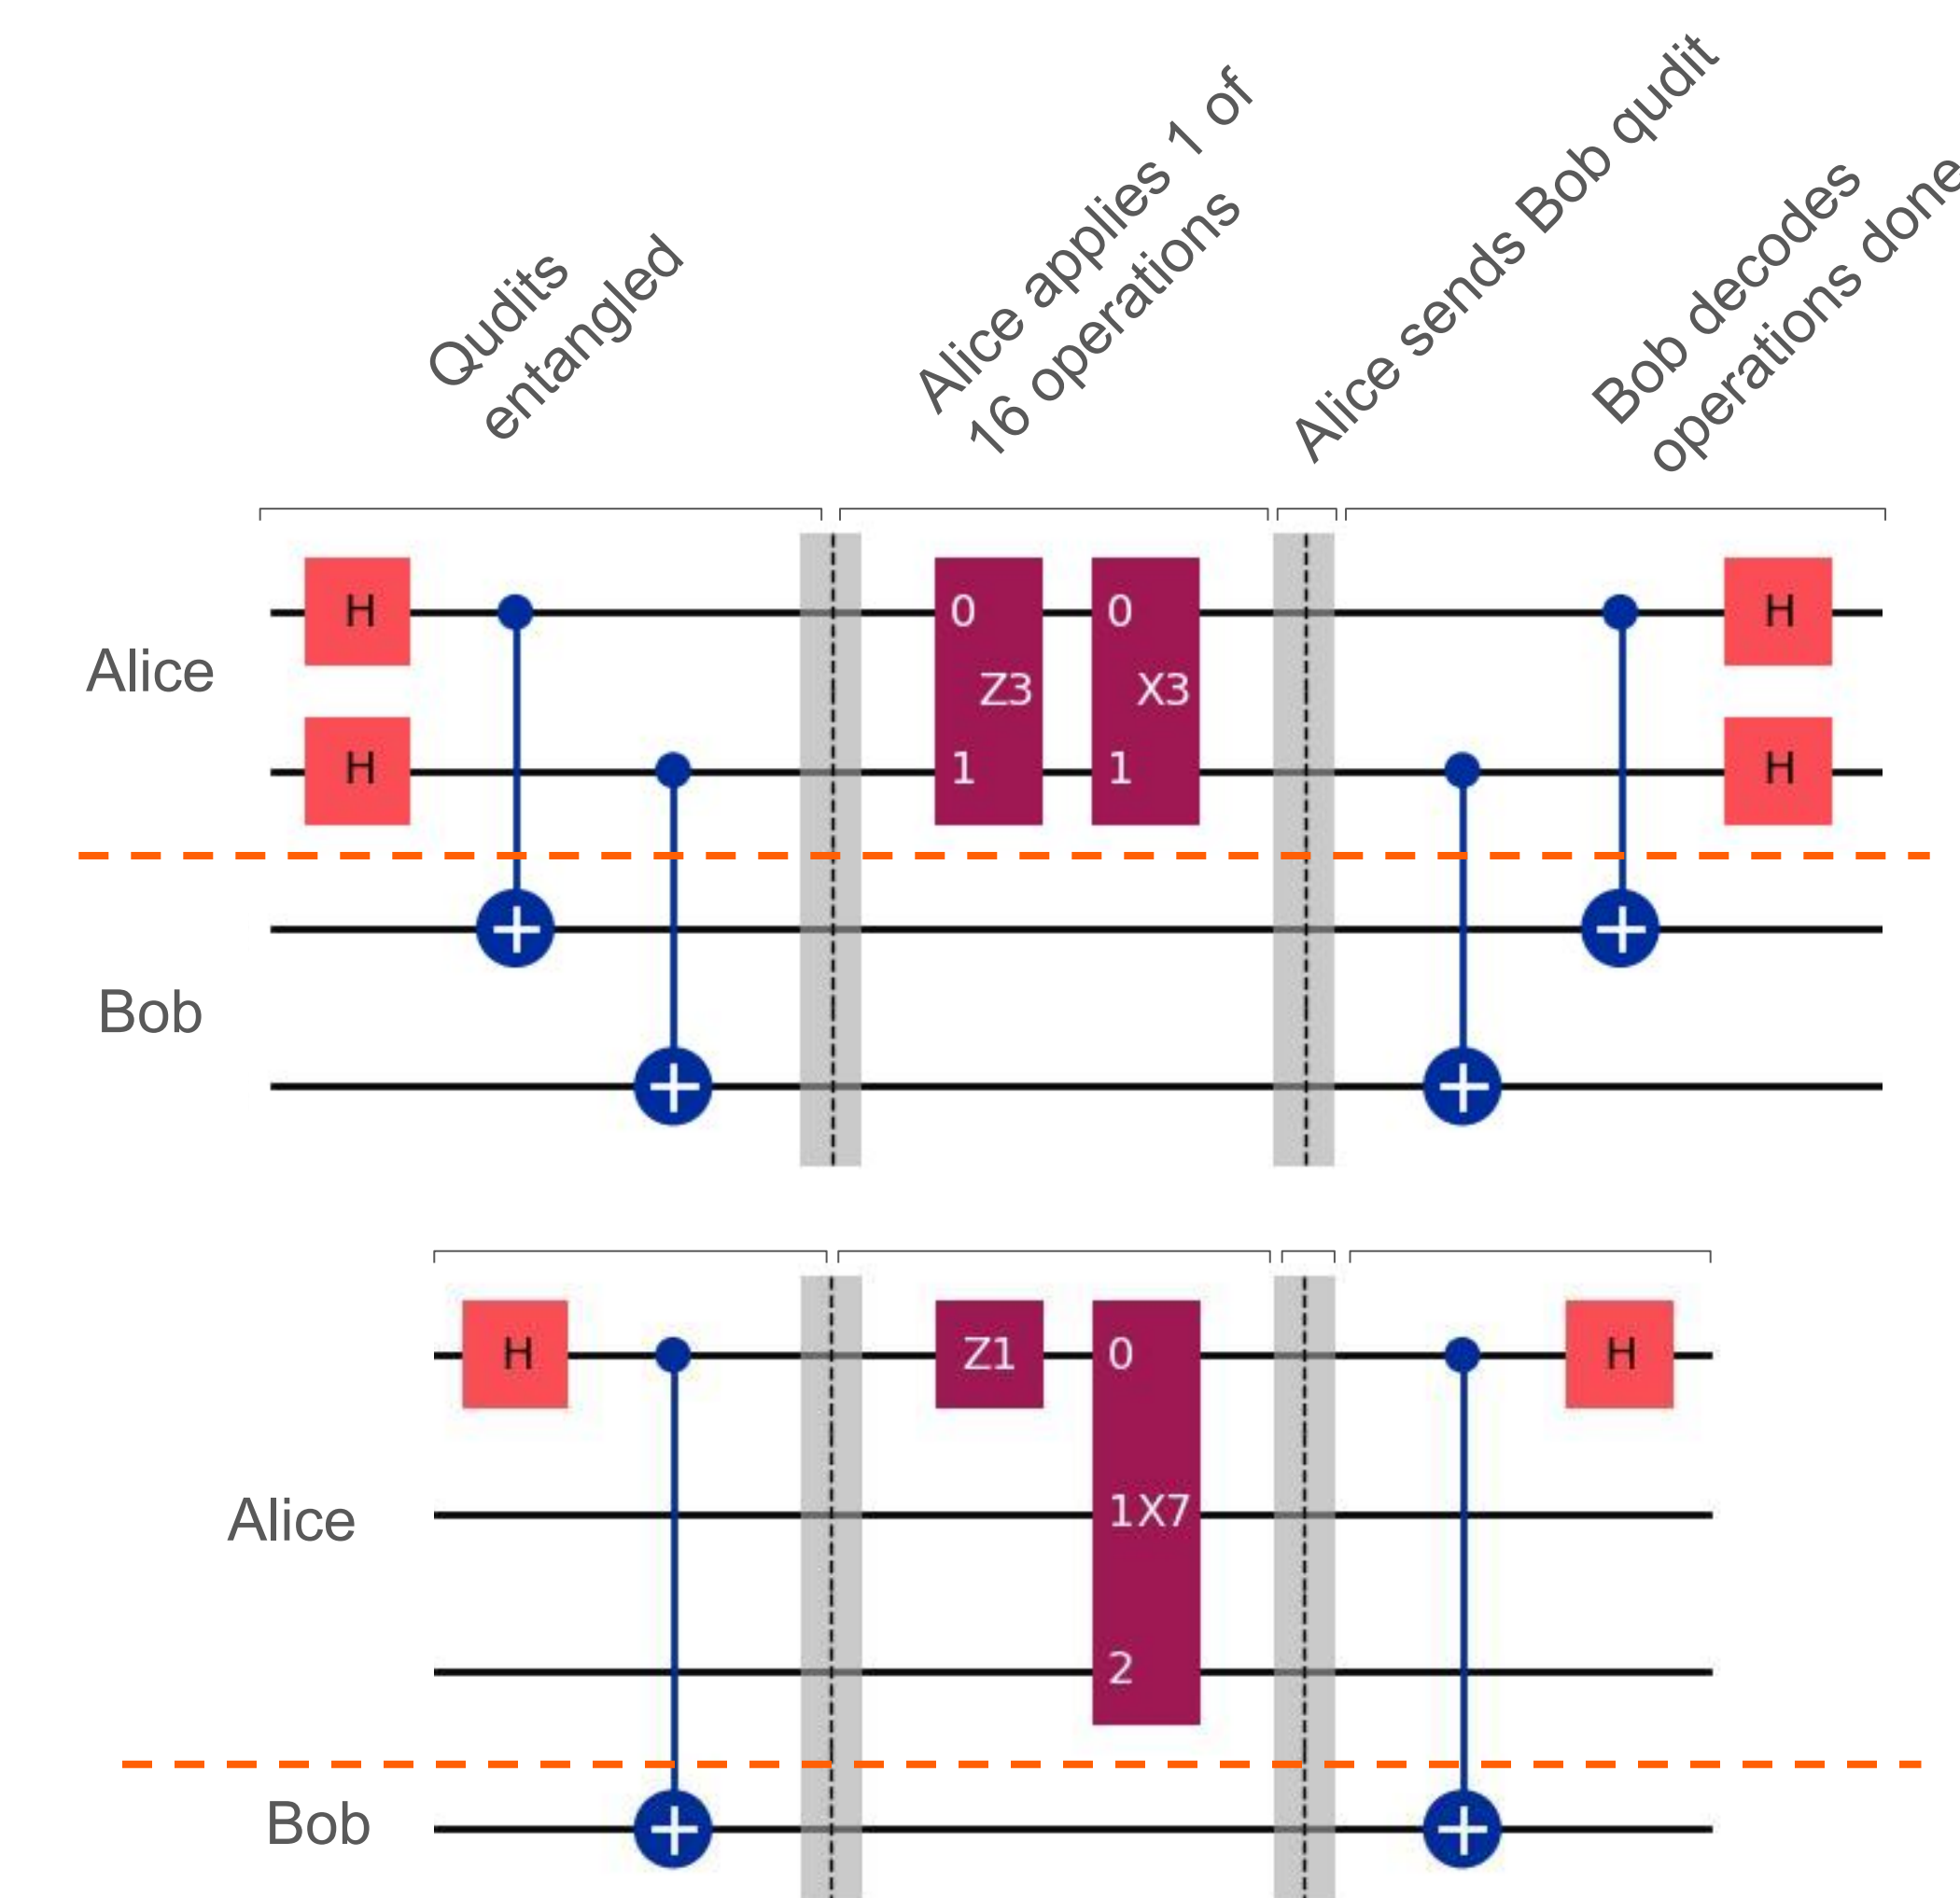 Qudits
entangled
Alice applies 1 of
16 operations
Alice sends Bob qudit
Bob decodes
operations done
Alice
H
H
0
Z3
1
0
X3
1
H
H
Bob
Alice
H
Z1
0
1X7
2
H
Bob